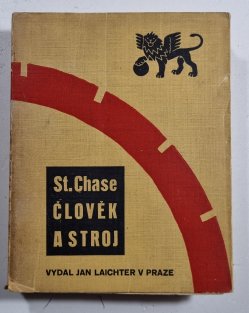 St. Chase
ČLOVĚK
A STROJ
VYDAL JAN LAICHTER V PRAZE